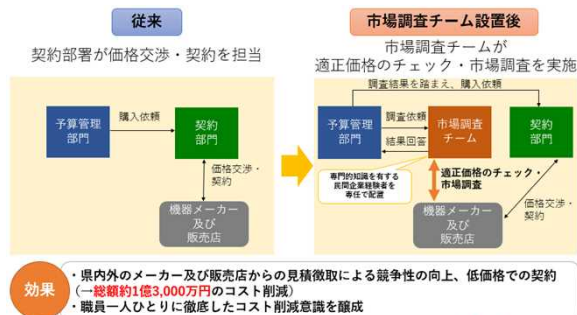 従来
契約部署が価格交渉・契約を担当
予算管理
部門
購入依頼
契約
部門
価格交渉・
契約
機器メーカー
及び
販売店
市場調査チーム設置後
市場調査チームが
適正価格のチェック・市場調査を実施
調査結果を踏まえ、購入依頼
予算管理
部門
調査依頼
結果回答
市場調査
チーム
契約
部門
専門的知識を有する
民間企業経験者を
専任で配置
適正価格のチェック・
市場調査
機器メーカー
及び
販売店
価格交渉・
契約
効果
・県内外のメーカー及び販売店からの見積徴取による競争性の向上、低価格での契約
（→総額約1億3,000万円のコスト削減）
・職員一人ひとりに徹底したコスト削減意識を醸成